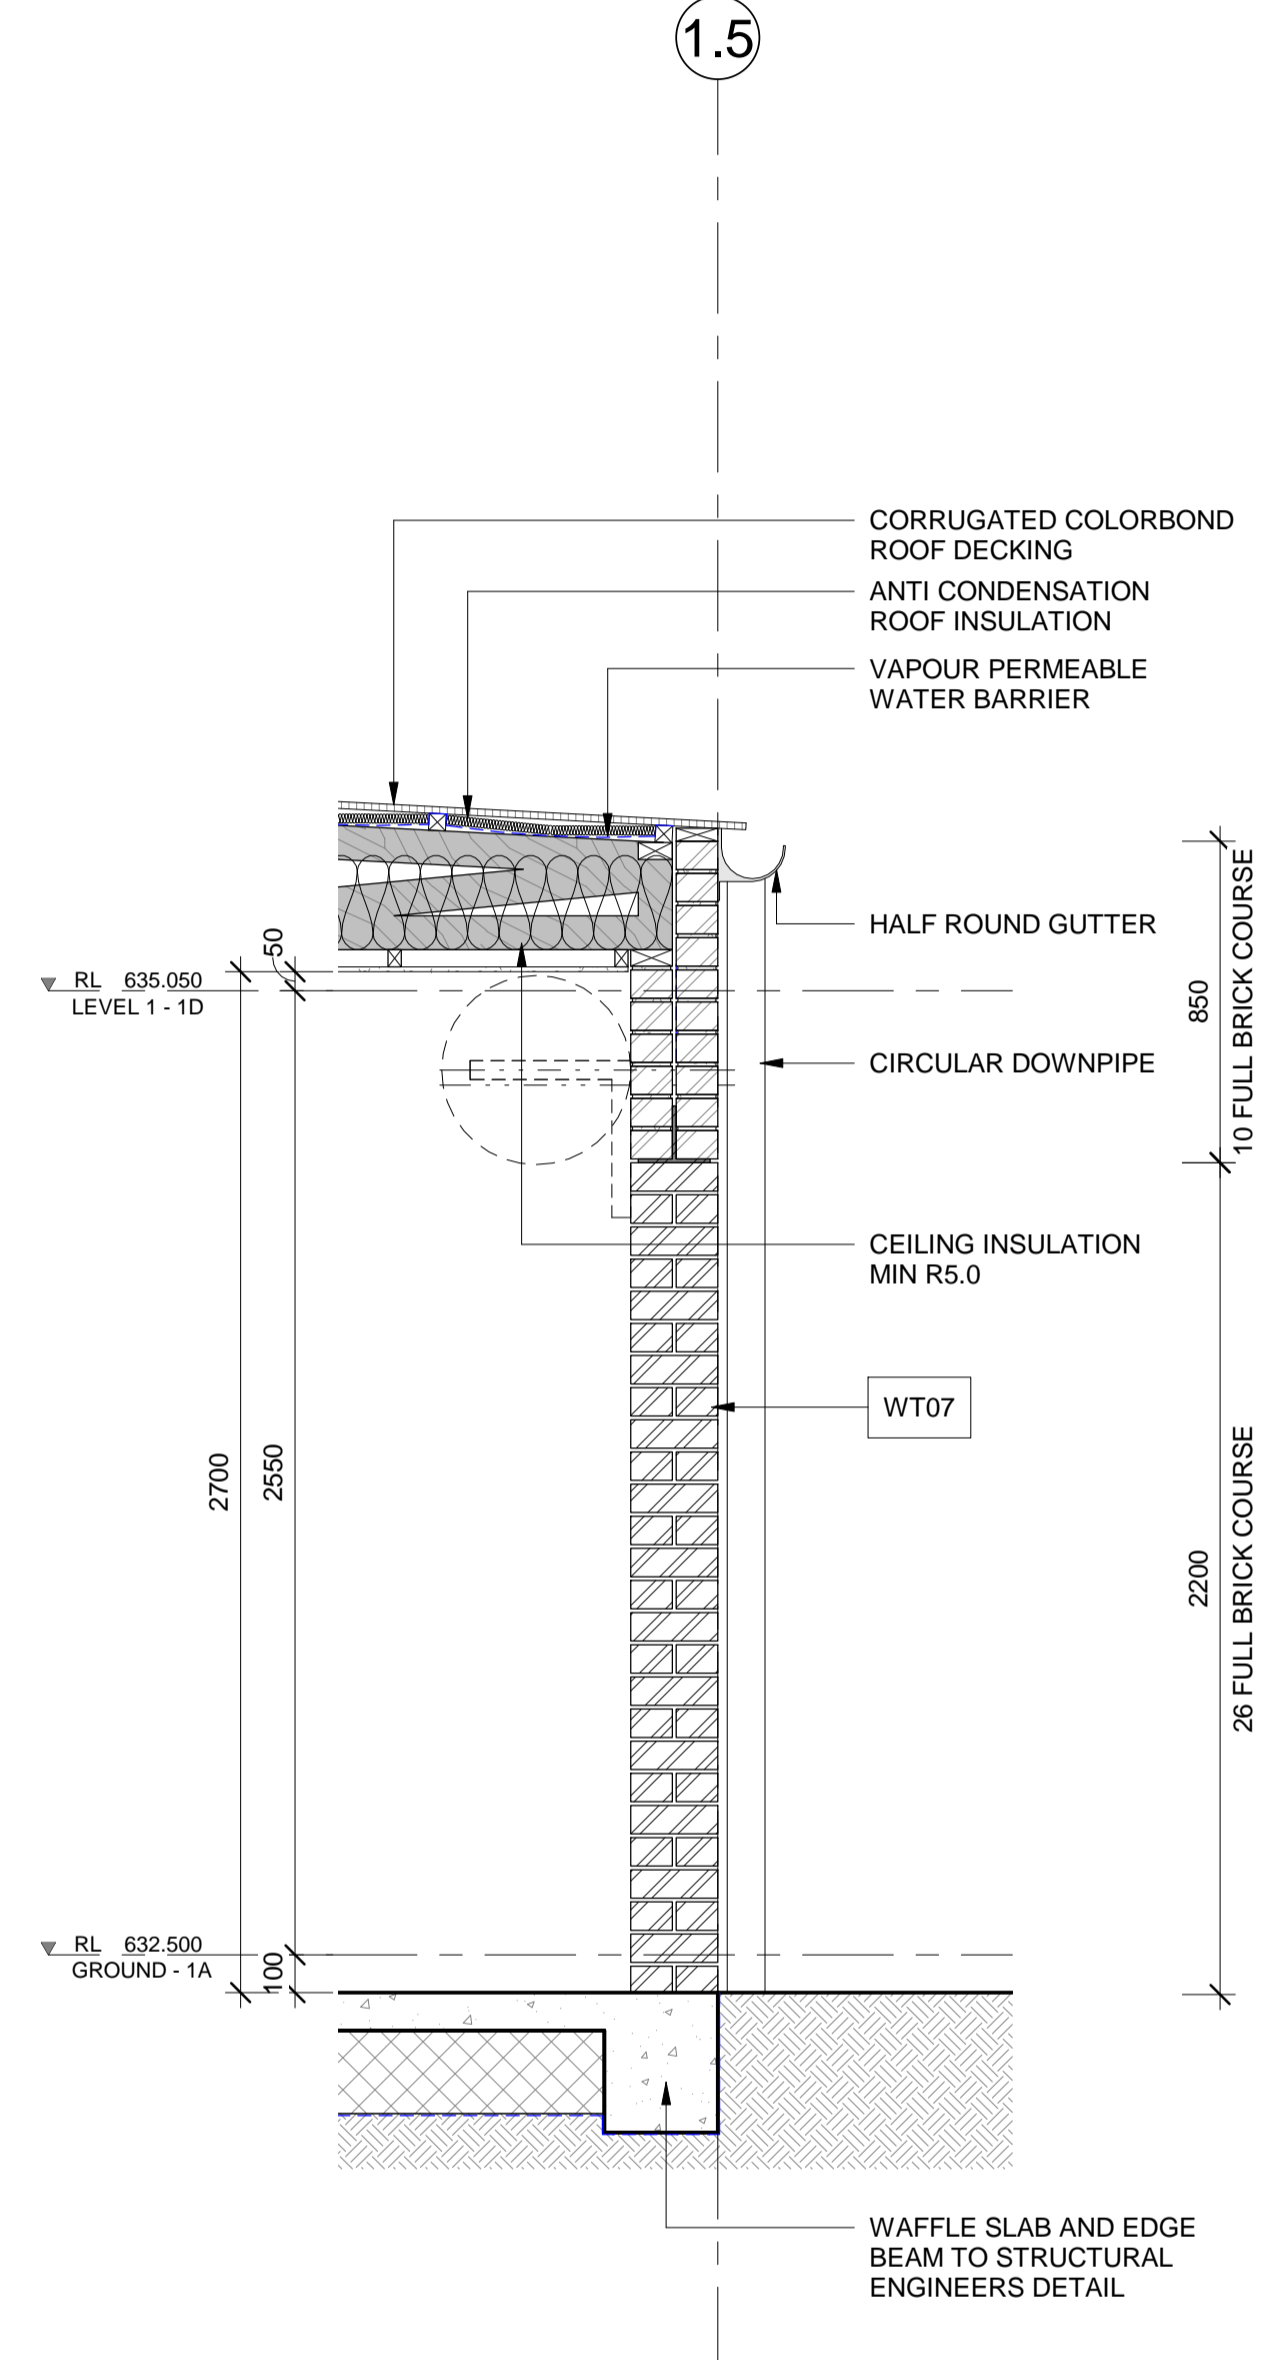 1.5
CORRUGATED COLORBOND
ROOF DECKING
ANTI CONDENSATION
ROOF INSULATION
VAPOUR PERMEABLE
WATER BARRIER
HALF ROUND GUTTER
50
RL 635.050
LEVEL 1 - 1D
850
10 FULL BRICK COURSE
CIRCULAR DOWNPIPE
CEILING INSULATION
MIN R5.0
WT07
2700
2550
2200
26 FULL BRICK COURSE
RL 632.500
GROUND - 1A
100
WAFFLE SLAB AND EDGE
BEAM TO STRUCTURAL
ENGINEERS DETAIL